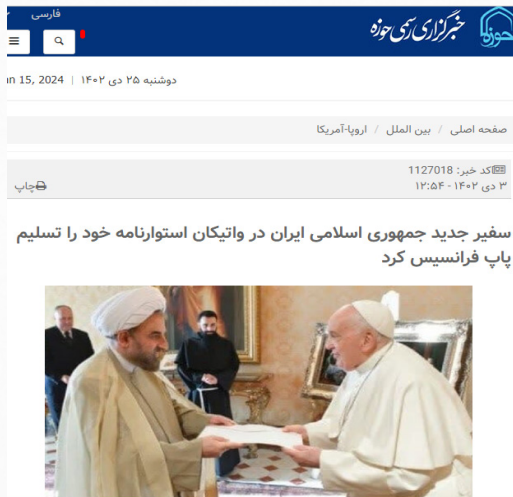 فارسی
خبرگزاری رسمی حوزه
حوزه
دوشنبه ۲۵ دی ۱۴۰۲ | n 15, 2024
صفحه اصلی / بین الملل / اروپا-آمریکا
کد خبر: 1127018
۳ دی ۱۴۰۲ - ۱۲:۵۴
چاپ
سفیر جدید جمهوری اسلامی ایران در واتیکان استوارنامه خود را تسلیم
پاپ فرانسیس کرد